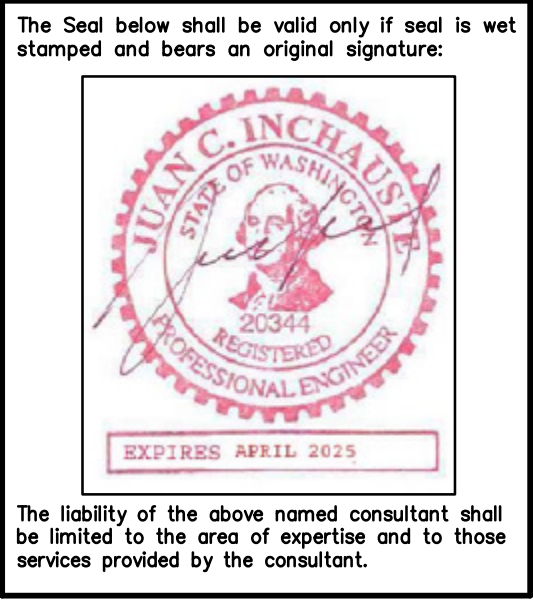 The Seal below shall be valid only if seal is wet
stamped and bears an original signature:
JUAN C. INCHAUSTE
STATE OF WASHINGTON
20344
REGISTERED
PROFESSIONAL ENGINEER
EXPIRES APRIL 2025
The liability of the above named consultant shall
be limited to the area of expertise and to those
services provided by the consultant.